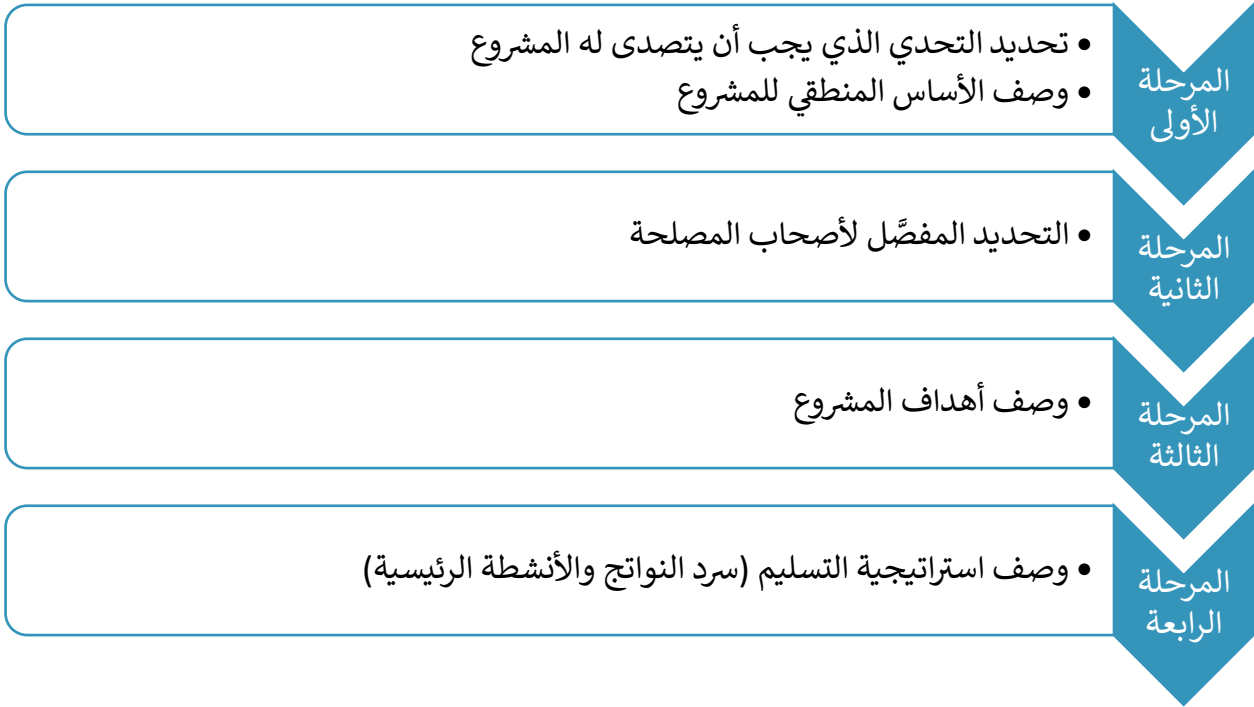 المرحلة
الأولى
• تحديد التحدي الذي يجب أن يتصدى له المشروع
• وصف الأساس المنطقي للمشروع
المرحلة
الثانية
• التحديد المفصَّل لأصحاب المصلحة
المرحلة
الثالثة
• وصف أهداف المشروع
المرحلة
الرابعة
• وصف استراتيجية التسليم (سرد النواتج والأنشطة الرئيسية)